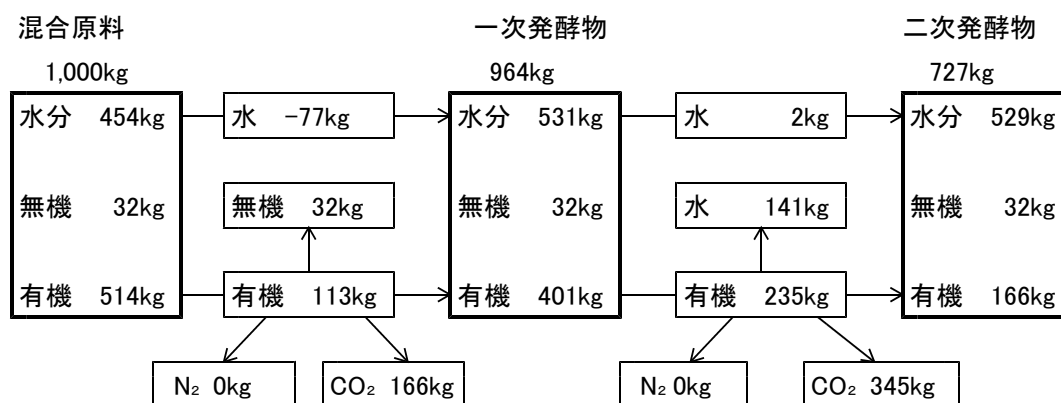 混合原料 一次発酵物 二次発酵物
1,000kg 964kg 727kg
水分 454kg 水 -77kg 水分 531kg 水 2kg 水分 529kg
無機 32kg 無機 32kg 無機 32kg 水 141kg 無機 32kg
有機 514kg 有機 113kg 有機 401kg 有機 235kg 有機 166kg
N₂ 0kg CO₂ 166kg N₂ 0kg CO₂ 345kg